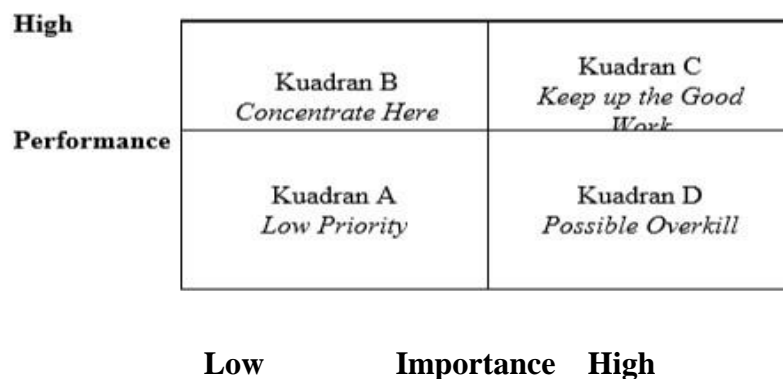 High
Kuadran B
Concentrate Here
Kuadran C
Keep up the Good
Work
Performance
Kuadran A
Low Priority
Kuadran D
Possible Overkill
Low Importance High